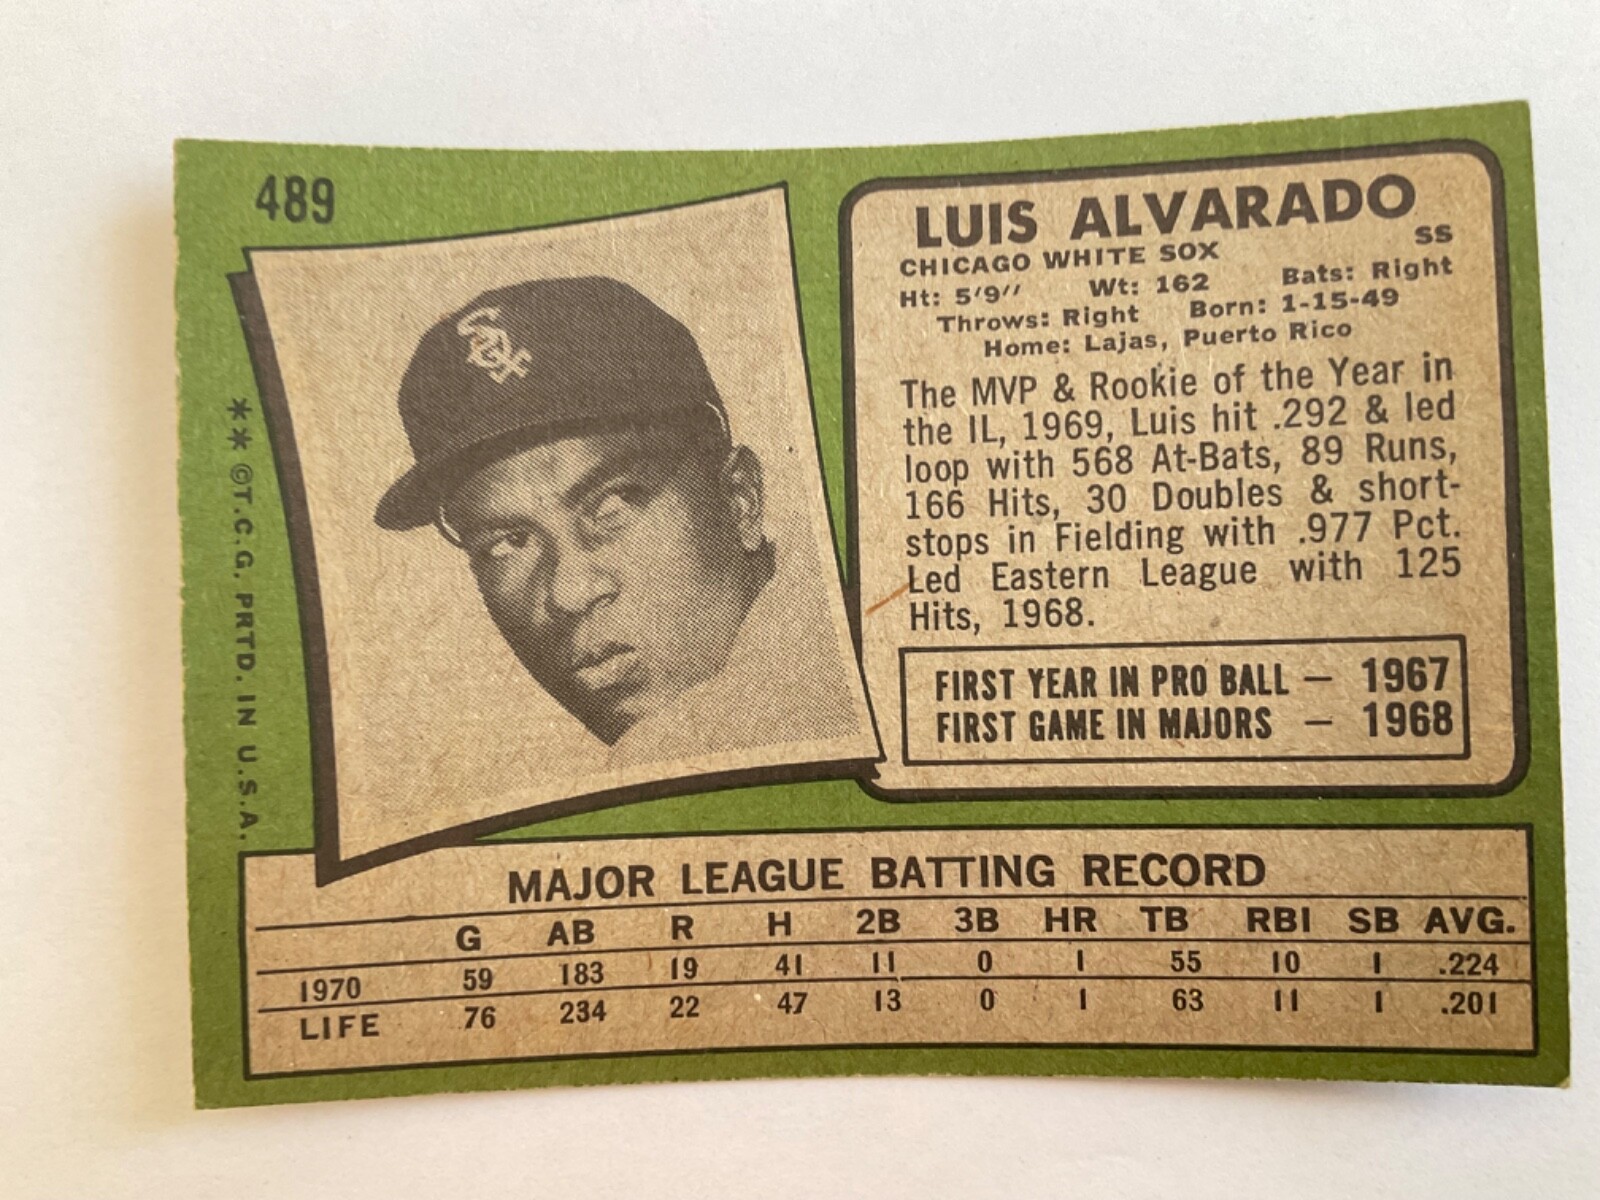 489
LUIS ALVARADO
CHICAGO WHITE SOX SS
Ht: 5'9" Wt: 162 Bats: Right
Throws: Right Born: 1-15-49
Home: Lajas, Puerto Rico
The MVP & Rookie of the Year in
the IL, 1969, Luis hit .292 & led
loop with 568 At-Bats, 89 Runs,
166 Hits, 30 Doubles & short-
stops in Fielding with .977 Pct.
Led Eastern League with 125
Hits, 1968.
FIRST YEAR IN PRO BALL — 1967
FIRST GAME IN MAJORS — 1968
Sox
** ©T.C.G. PRTD. IN U.S.A.
MAJOR LEAGUE BATTING RECORD
G AB R H 2B 3B HR TB RBI SB AVG.
1970 59 183 19 41 11 0 1 55 10 1 .224
LIFE 76 234 22 47 13 0 1 63 11 1 .201